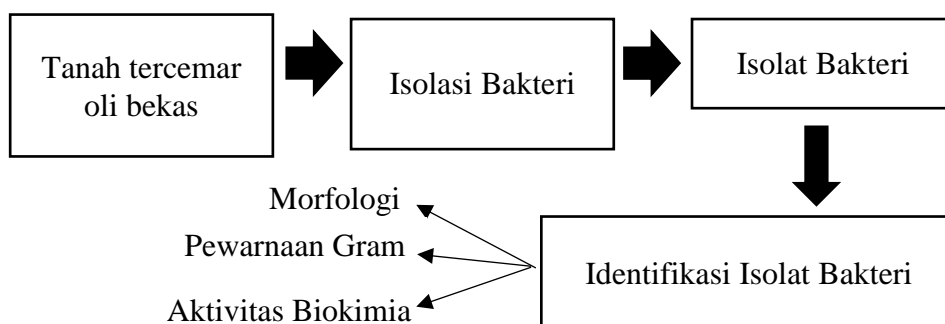 Tanah tercemar
oli bekas
Isolasi Bakteri
Isolat Bakteri
Morfologi
Pewarnaan Gram
Aktivitas Biokimia
Identifikasi Isolat Bakteri